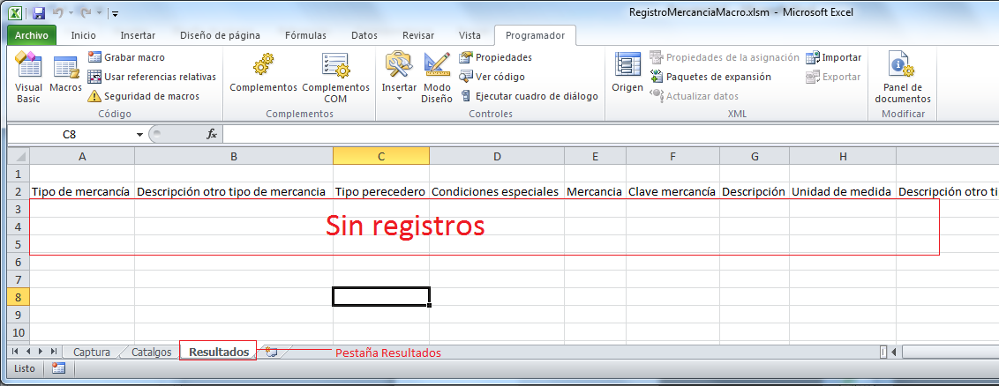 RegistroMercanciaMacro.xlsm - Microsoft Excel
Archivo Inicio Insertar Diseño de página Fórmulas Datos Revisar Vista Programador
Visual Basic
Macros
Grabar macro
Usar referencias relativas
Seguridad de macros
Código
Complementos
Complementos COM
Complementos
Insertar
Modo Diseño
Propiedades
Ver código
Ejecutar cuadro de diálogo
Controles
Origen
Propiedades de la asignación
Paquetes de expansión
Actualizar datos
Importar
Exportar
XML
Panel de documentos
Modificar
C8 fx
A B C D E F G H
1
2 Tipo de mercancía Descripción otro tipo de mercancia Tipo perecedero Condiciones especiales Mercancia Clave mercancía Descripción Unidad de medida Descripción otro ti
3
4 Sin registros
5
6
7
8
9
10
Captura Catalgos Resultados Pestaña Resultados
Listo